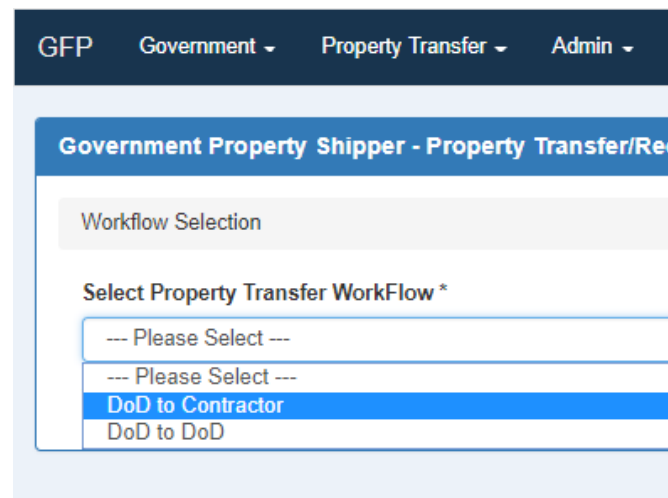 GFP Government Property Transfer Admin
Government Property Shipper - Property Transfer/Re
Workflow Selection
Select Property Transfer WorkFlow *
--- Please Select ---
--- Please Select ---
DoD to Contractor
DoD to DoD